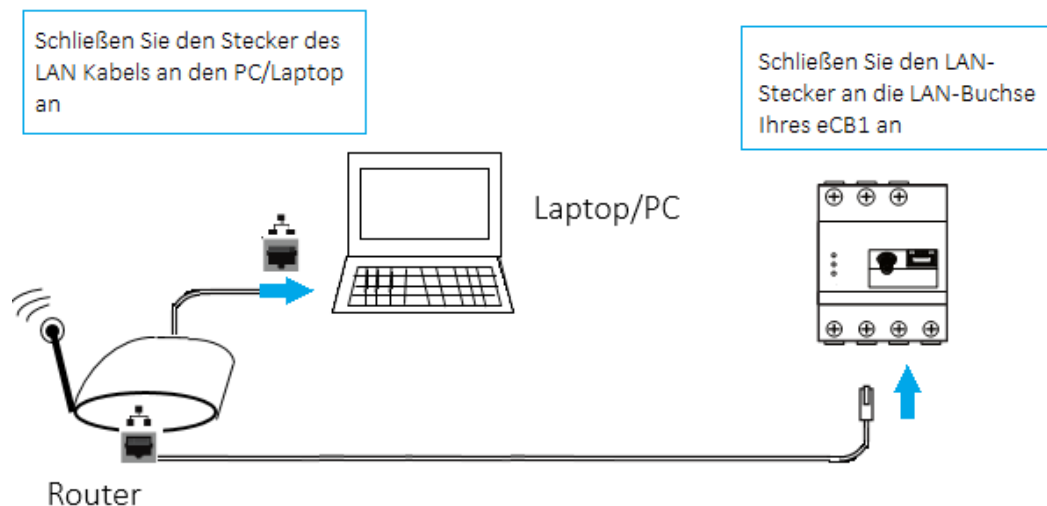 Schließen Sie den Stecker des
LAN Kabels an den PC/Laptop
an
Schließen Sie den LAN-
Stecker an die LAN-Buchse
Ihres eCB1 an
Laptop/PC
Router